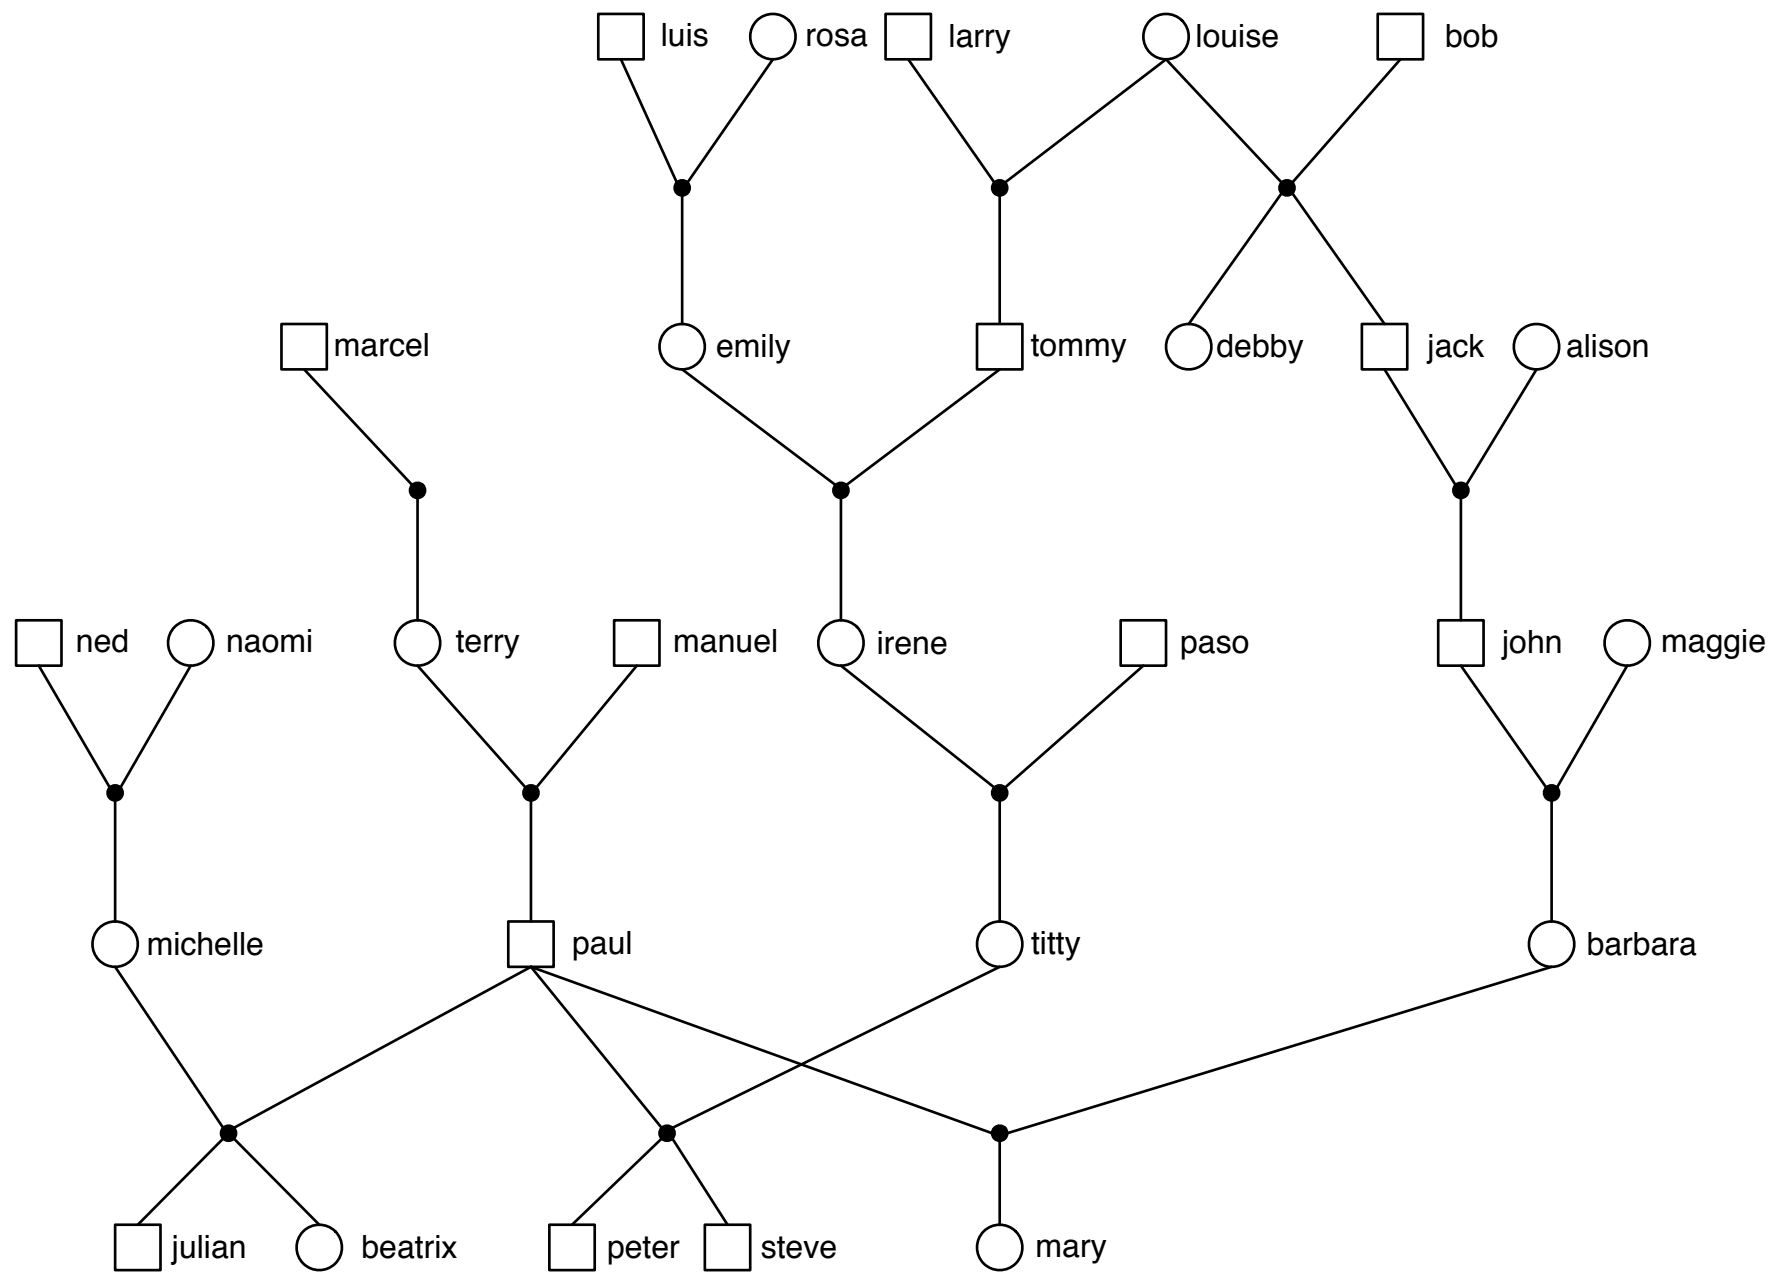 luis rosa larry louise bob
marcel emily tommy debby jack alison
ned naomi terry manuel irene paso john maggie
michelle paul titty barbara
julian beatrix peter steve mary